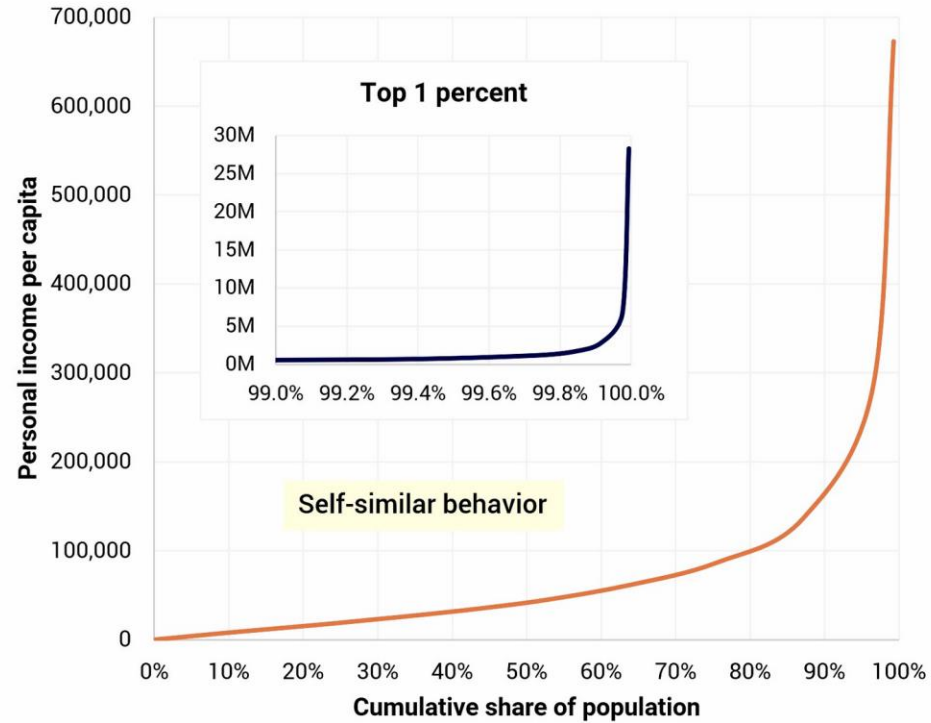 700,000
600,000
500,000
400,000
300,000
200,000
100,000
0
Personal income per capita
Top 1 percent
30M
25M
20M
15M
10M
5M
0M
99.0% 99.2% 99.4% 99.6% 99.8% 100.0%
Self-similar behavior
0% 10% 20% 30% 40% 50% 60% 70% 80% 90% 100%
Cumulative share of population